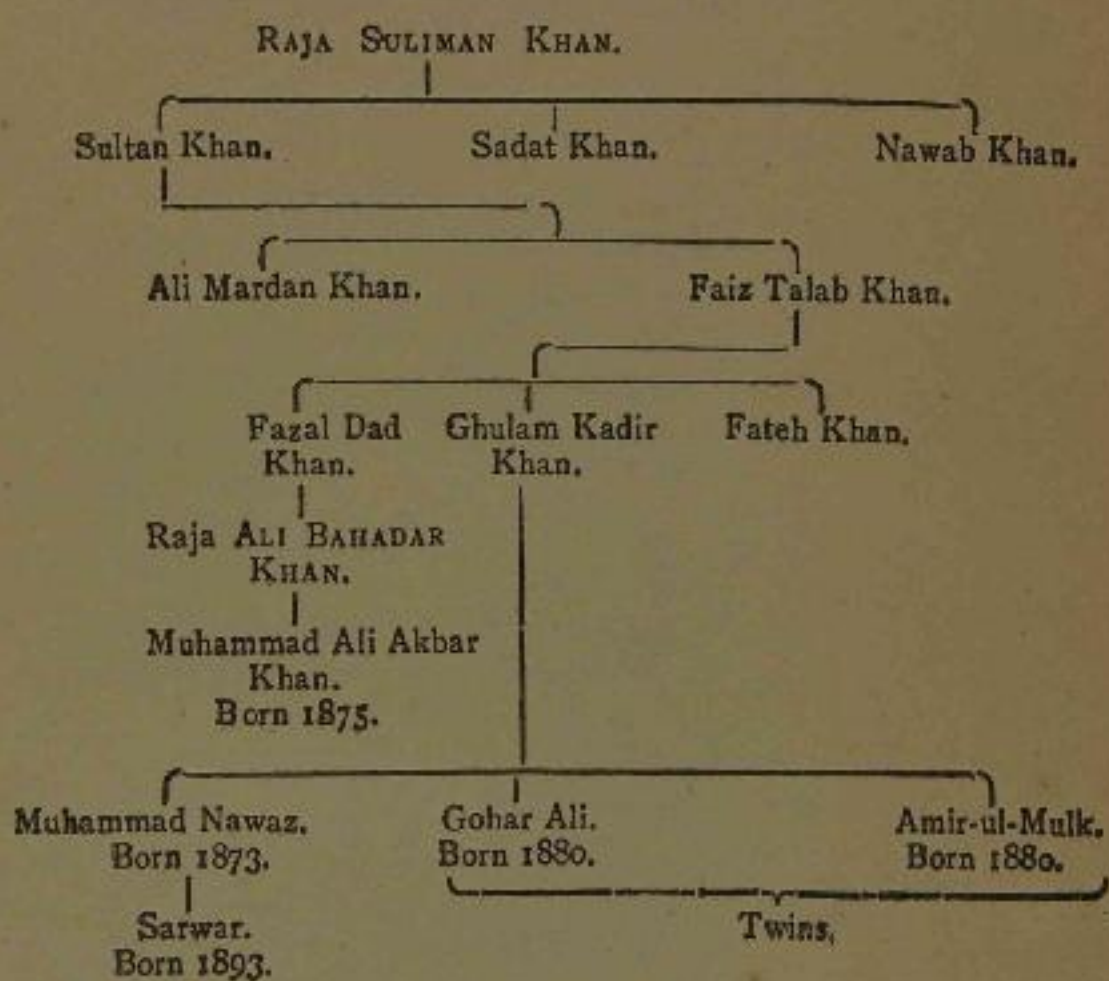 RAJA SULIMAN KHAN.
Sultan Khan. Sadat Khan. Nawab Khan.
Ali Mardan Khan. Faiz Talab Khan.
Fazal Dad Ghulam Kadir Fateh Khan.
Khan. Khan.
Raja ALI BAHADAR
KHAN.
Muhammad Ali Akbar
Khan.
Born 1875.
Muhammad Nawaz. Gohar Ali. Amir-ul-Mulk.
Born 1873. Born 1880. Born 1880.
Sarwar. Twins,
Born 1893.